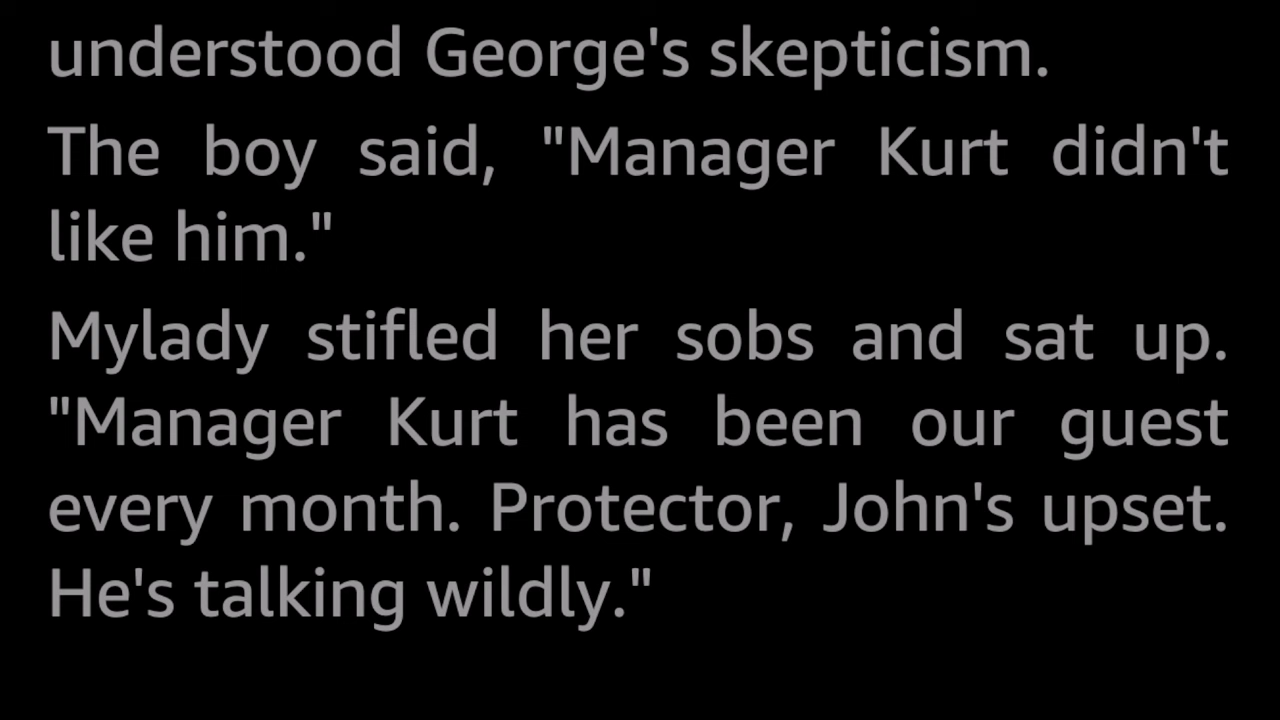 understood George's skepticism.
The boy said, "Manager Kurt didn't
like him."
Mylady stifled her sobs and sat up.
"Manager Kurt has been our guest
every month. Protector, John's upset.
He's talking wildly."